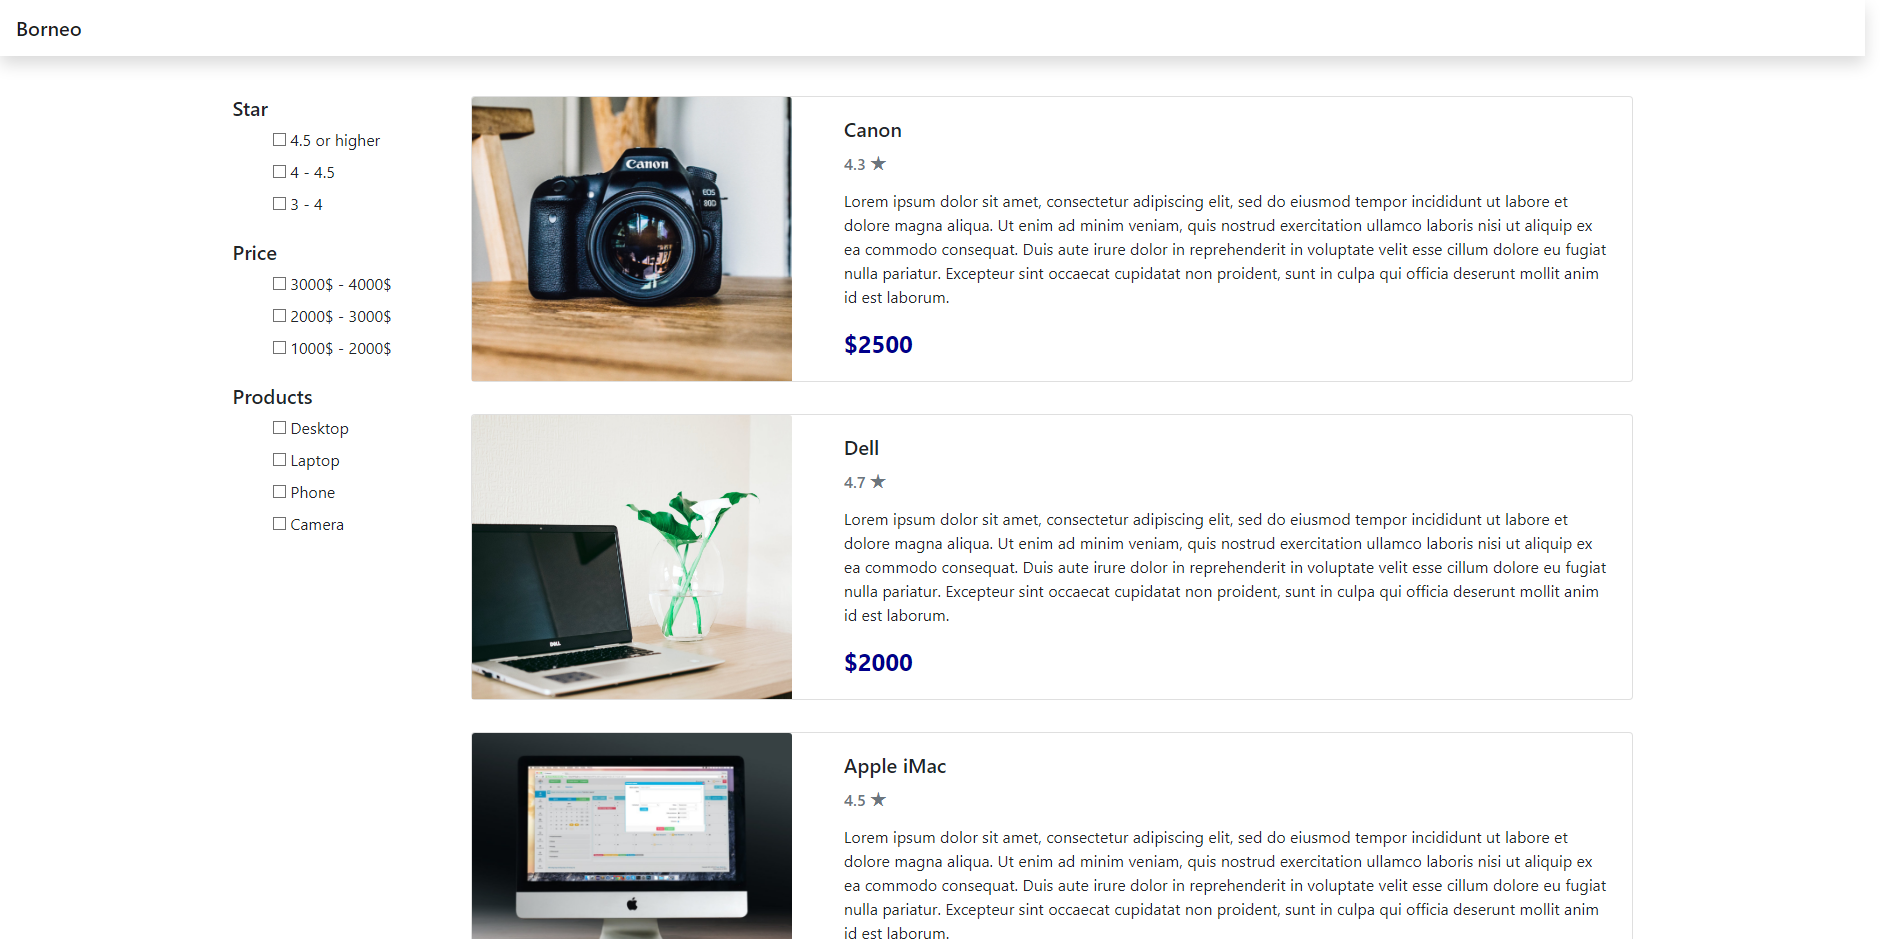 Borneo
Star
4.5 or higher
4 - 4.5
3 - 4
Price
3000$ - 4000$
2000$ - 3000$
1000$ - 2000$
Products
Desktop
Laptop
Phone
Camera
Canon
EOS
80D
Canon
4.3 ★
Lorem ipsum dolor sit amet, consectetur adipiscing elit, sed do eiusmod tempor incididunt ut labore et
dolore magna aliqua. Ut enim ad minim veniam, quis nostrud exercitation ullamco laboris nisi ut aliquip ex
ea commodo consequat. Duis aute irure dolor in reprehenderit in voluptate velit esse cillum dolore eu fugiat
nulla pariatur. Excepteur sint occaecat cupidatat non proident, sunt in culpa qui officia deserunt mollit anim
id est laborum.
$2500
DELL
Dell
4.7 ★
Lorem ipsum dolor sit amet, consectetur adipiscing elit, sed do eiusmod tempor incididunt ut labore et
dolore magna aliqua. Ut enim ad minim veniam, quis nostrud exercitation ullamco laboris nisi ut aliquip ex
ea commodo consequat. Duis aute irure dolor in reprehenderit in voluptate velit esse cillum dolore eu fugiat
nulla pariatur. Excepteur sint occaecat cupidatat non proident, sunt in culpa qui officia deserunt mollit anim
id est laborum.
$2000
Apple iMac
4.5 ★
Lorem ipsum dolor sit amet, consectetur adipiscing elit, sed do eiusmod tempor incididunt ut labore et
dolore magna aliqua. Ut enim ad minim veniam, quis nostrud exercitation ullamco laboris nisi ut aliquip ex
ea commodo consequat. Duis aute irure dolor in reprehenderit in voluptate velit esse cillum dolore eu fugiat
nulla pariatur. Excepteur sint occaecat cupidatat non proident, sunt in culpa qui officia deserunt mollit anim
id est laborum.